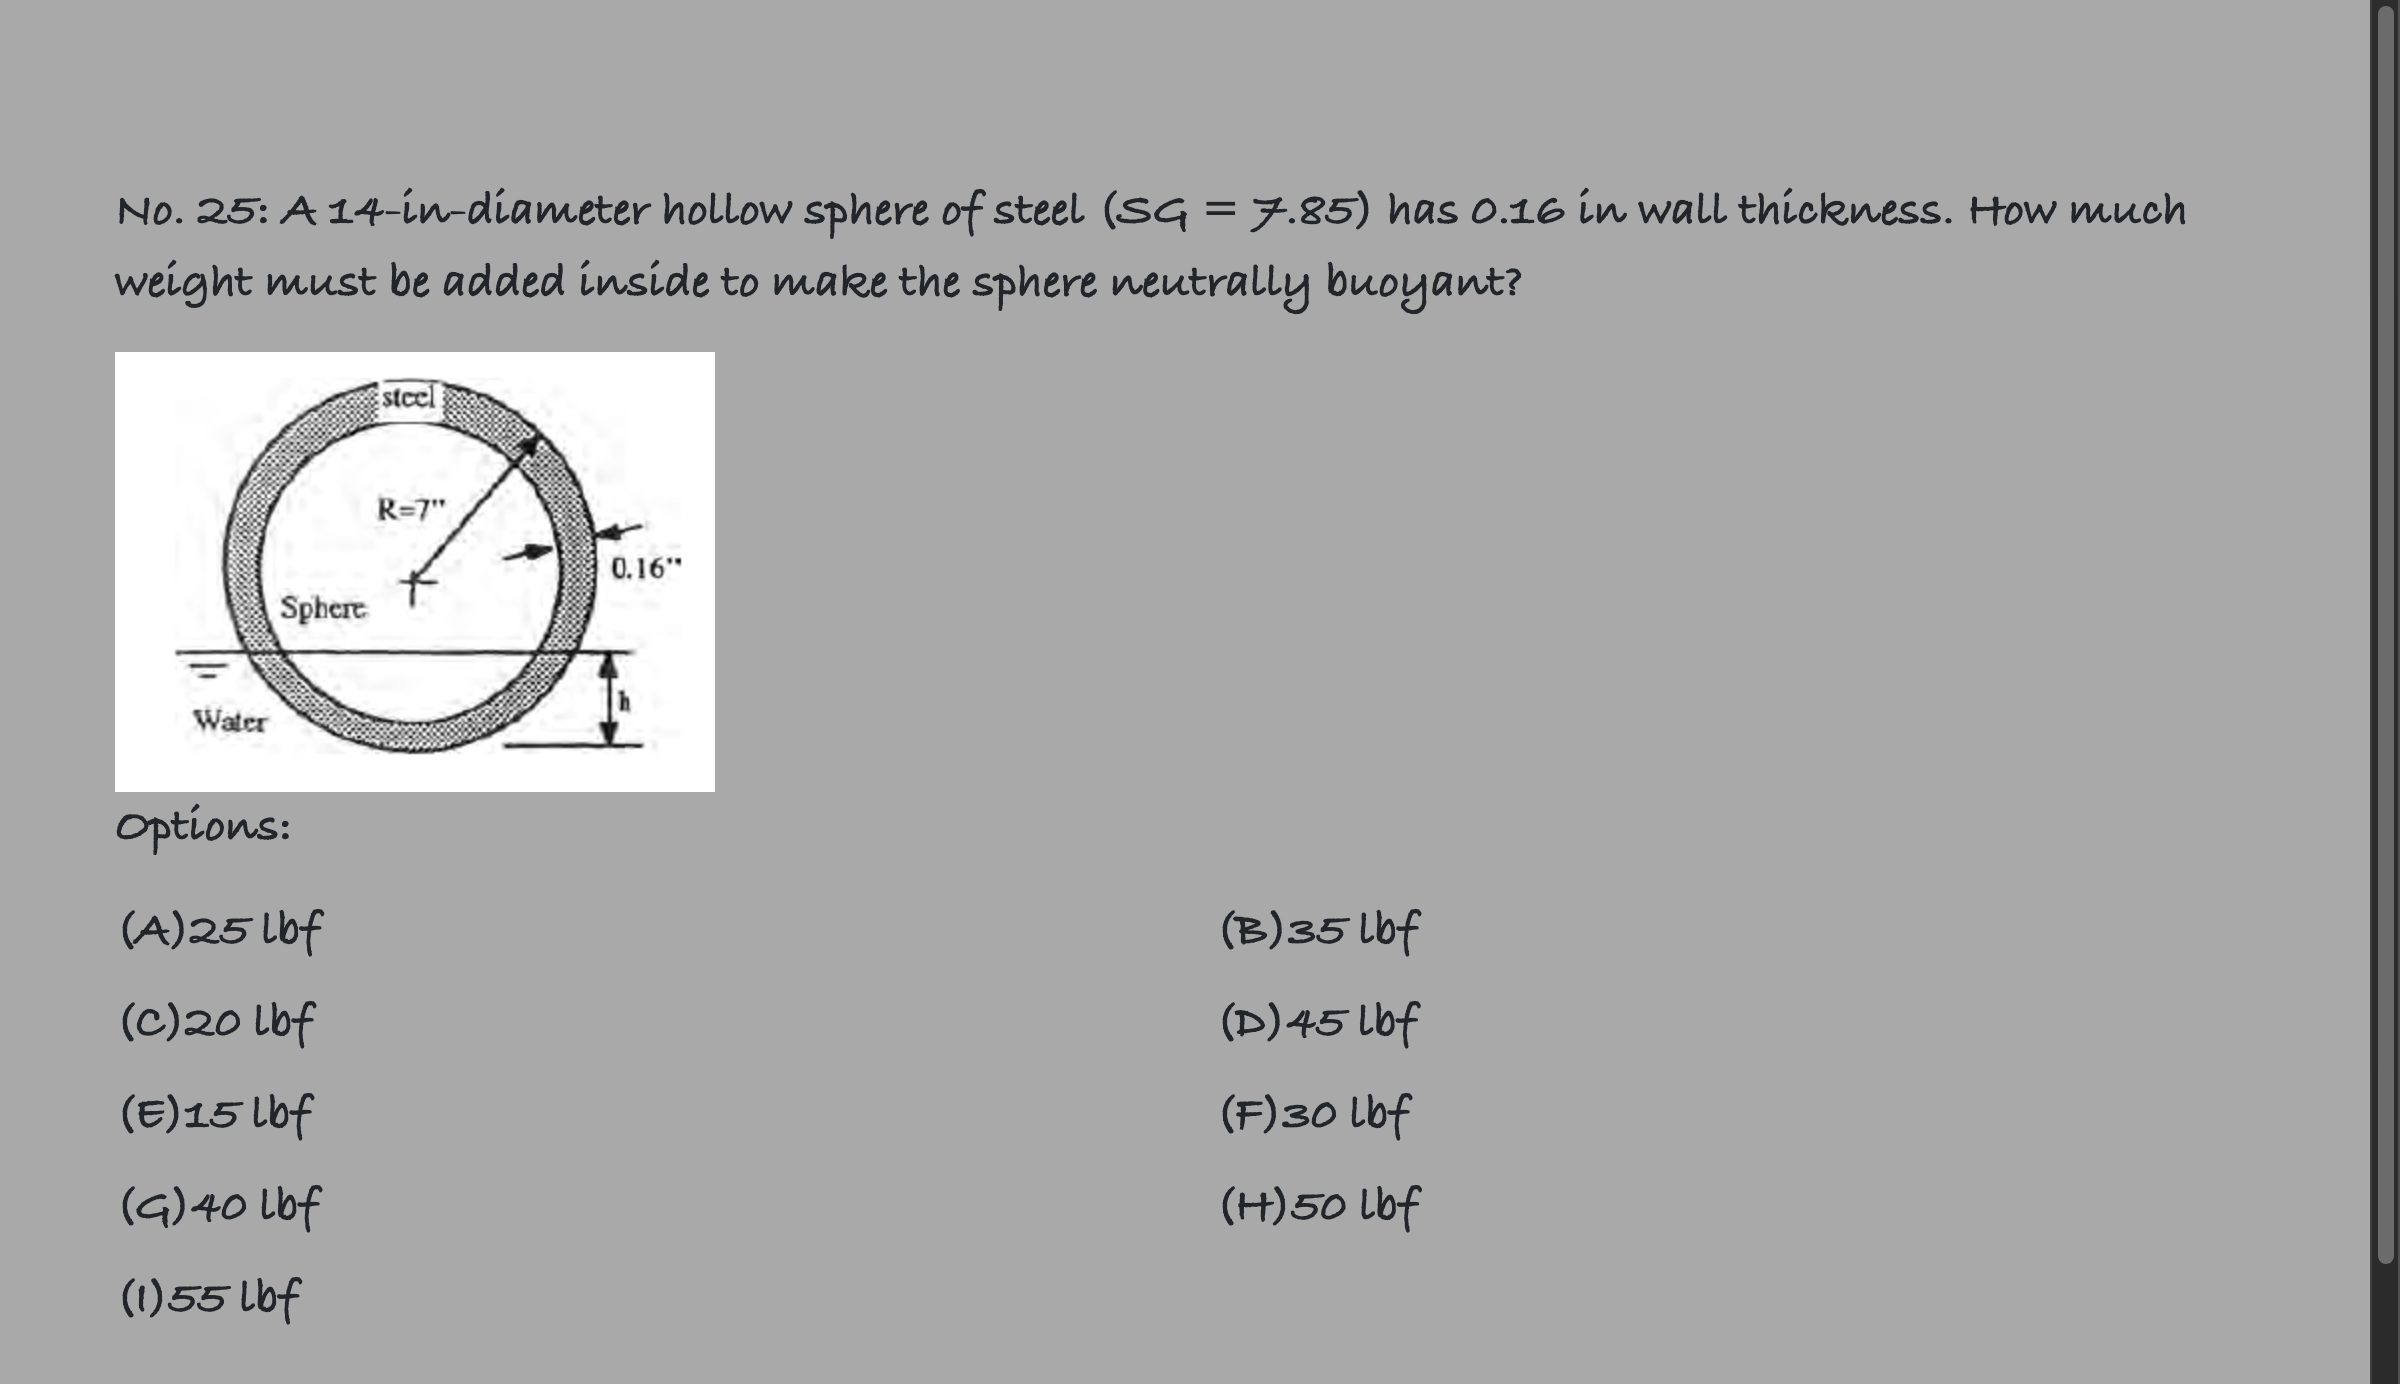 No. 25: A 14-in-diameter hollow sphere of steel (SG = 7.85) has 0.16 in wall thickness. How much
weight must be added inside to make the sphere neutrally buoyant?
steel
R=7"
0.16"
Sphere
h
Water
Options:
(A)25 lbf
(B)35 lbf
(C)20 lbf
(D)45 lbf
(E)15 lbf
(F)30 lbf
(G)40 lbf
(H)50 lbf
(I)55 lbf